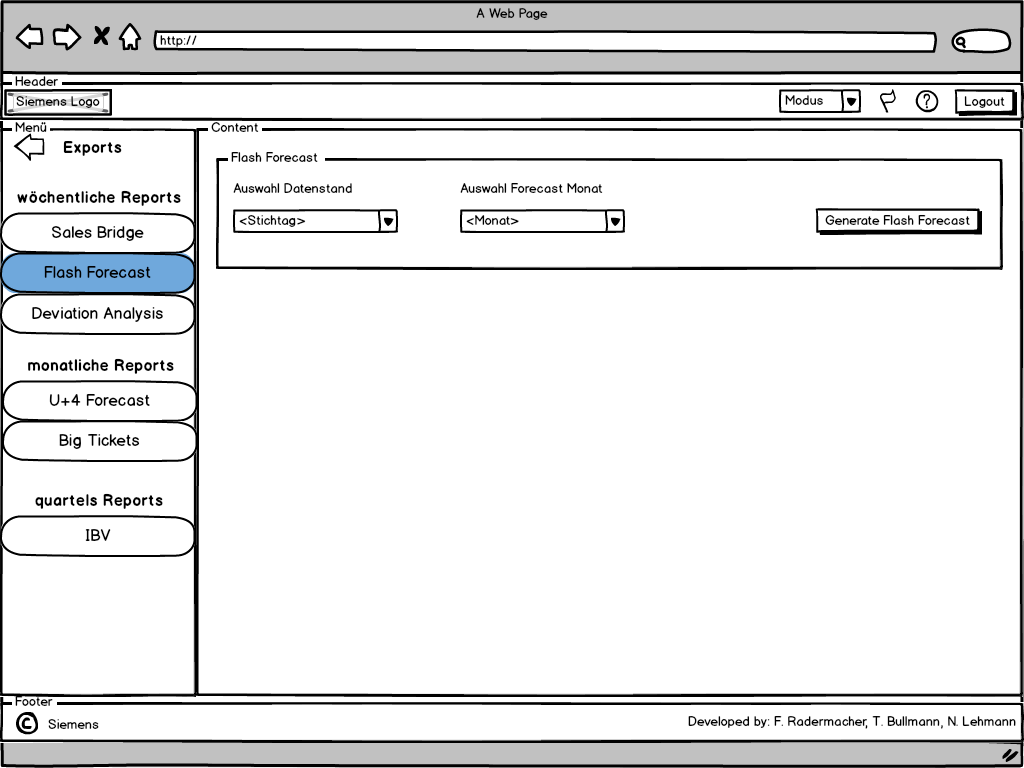 A Web Page
http://
Header
Siemens Logo
Modus
?
Logout
Menü
Exports
wöchentliche Reports
Sales Bridge
Flash Forecast
Deviation Analysis
monatliche Reports
U+4 Forecast
Big Tickets
quartels Reports
IBV
Content
Flash Forecast
Auswahl Datenstand
Auswahl Forecast Monat
<Stichtag>
<Monat>
Generate Flash Forecast
Footer
© Siemens
Developed by: F. Radermacher, T. Bullmann, N. Lehmann